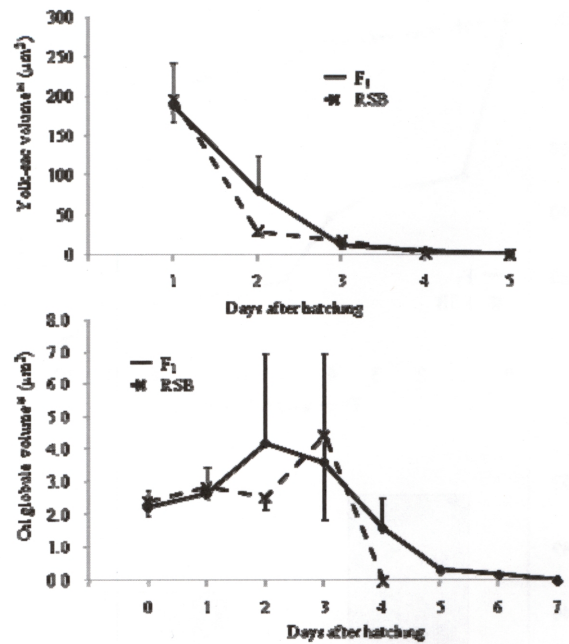 300
250
200
150
100
50
0
Yolk-sac volume* (µm³)
F₁
RSB
1 2 3 4 5
Days after hatchung
8.0
7.0
6.0
5.0
4.0
3.0
2.0
1.0
0.0
Oil globule volume* (µm³)
F₁
RSB
0 1 2 3 4 5 6 7
Days after hatchung